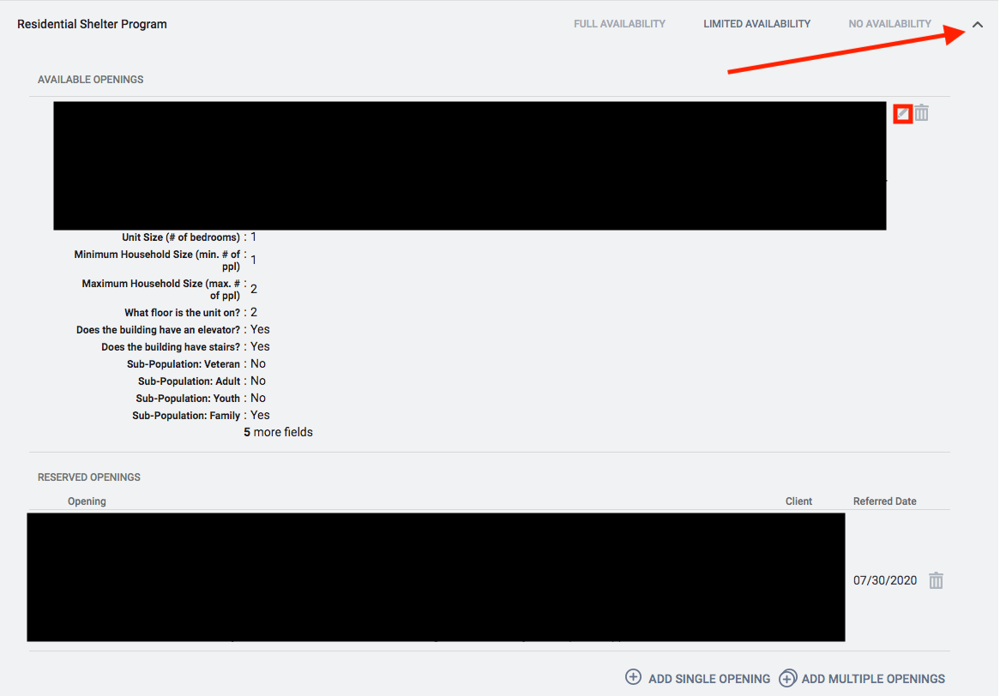 Residential Shelter Program FULL AVAILABILITY LIMITED AVAILABILITY NO AVAILABILITY
AVAILABLE OPENINGS
Unit Size (# of bedrooms) : 1
Minimum Household Size (min. # of : 1
ppl)
Maximum Household Size (max. # : 2
of ppl)
What floor is the unit on? : 2
Does the building have an elevator? : Yes
Does the building have stairs? : Yes
Sub-Population: Veteran : No
Sub-Population: Adult : No
Sub-Population: Youth : No
Sub-Population: Family : Yes
5 more fields
RESERVED OPENINGS
Opening Client Referred Date
07/30/2020
ADD SINGLE OPENING ADD MULTIPLE OPENINGS